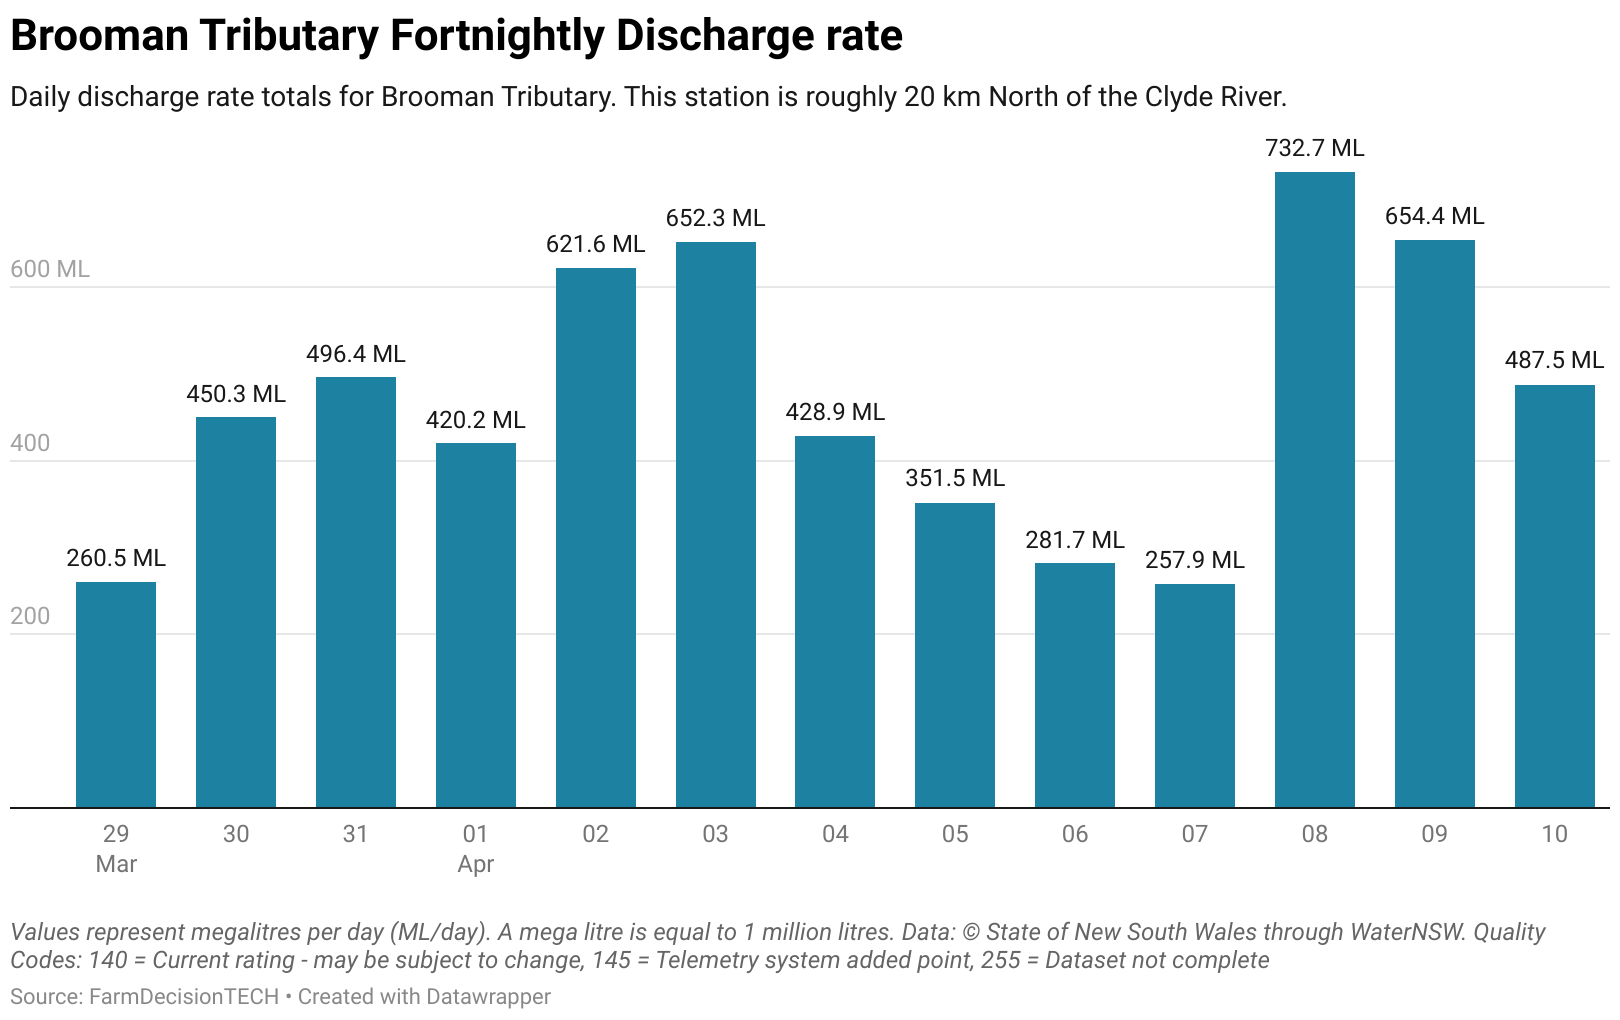 Brooman Tributary Fortnightly Discharge rate
Daily discharge rate totals for Brooman Tributary. This station is roughly 20 km North of the Clyde River.
732.7 ML
652.3 ML
654.4 ML
621.6 ML
600 ML
496.4 ML
487.5 ML
450.3 ML
420.2 ML
428.9 ML
400
351.5 ML
281.7 ML
260.5 ML
257.9 ML
200
29 30 31 01 02 03 04 05 06 07 08 09 10
Mar Apr
Values represent megalitres per day (ML/day). A mega litre is equal to 1 million litres. Data: © State of New South Wales through WaterNSW. Quality
Codes: 140 = Current rating - may be subject to change, 145 = Telemetry system added point, 255 = Dataset not complete
Source: FarmDecisionTECH • Created with Datawrapper